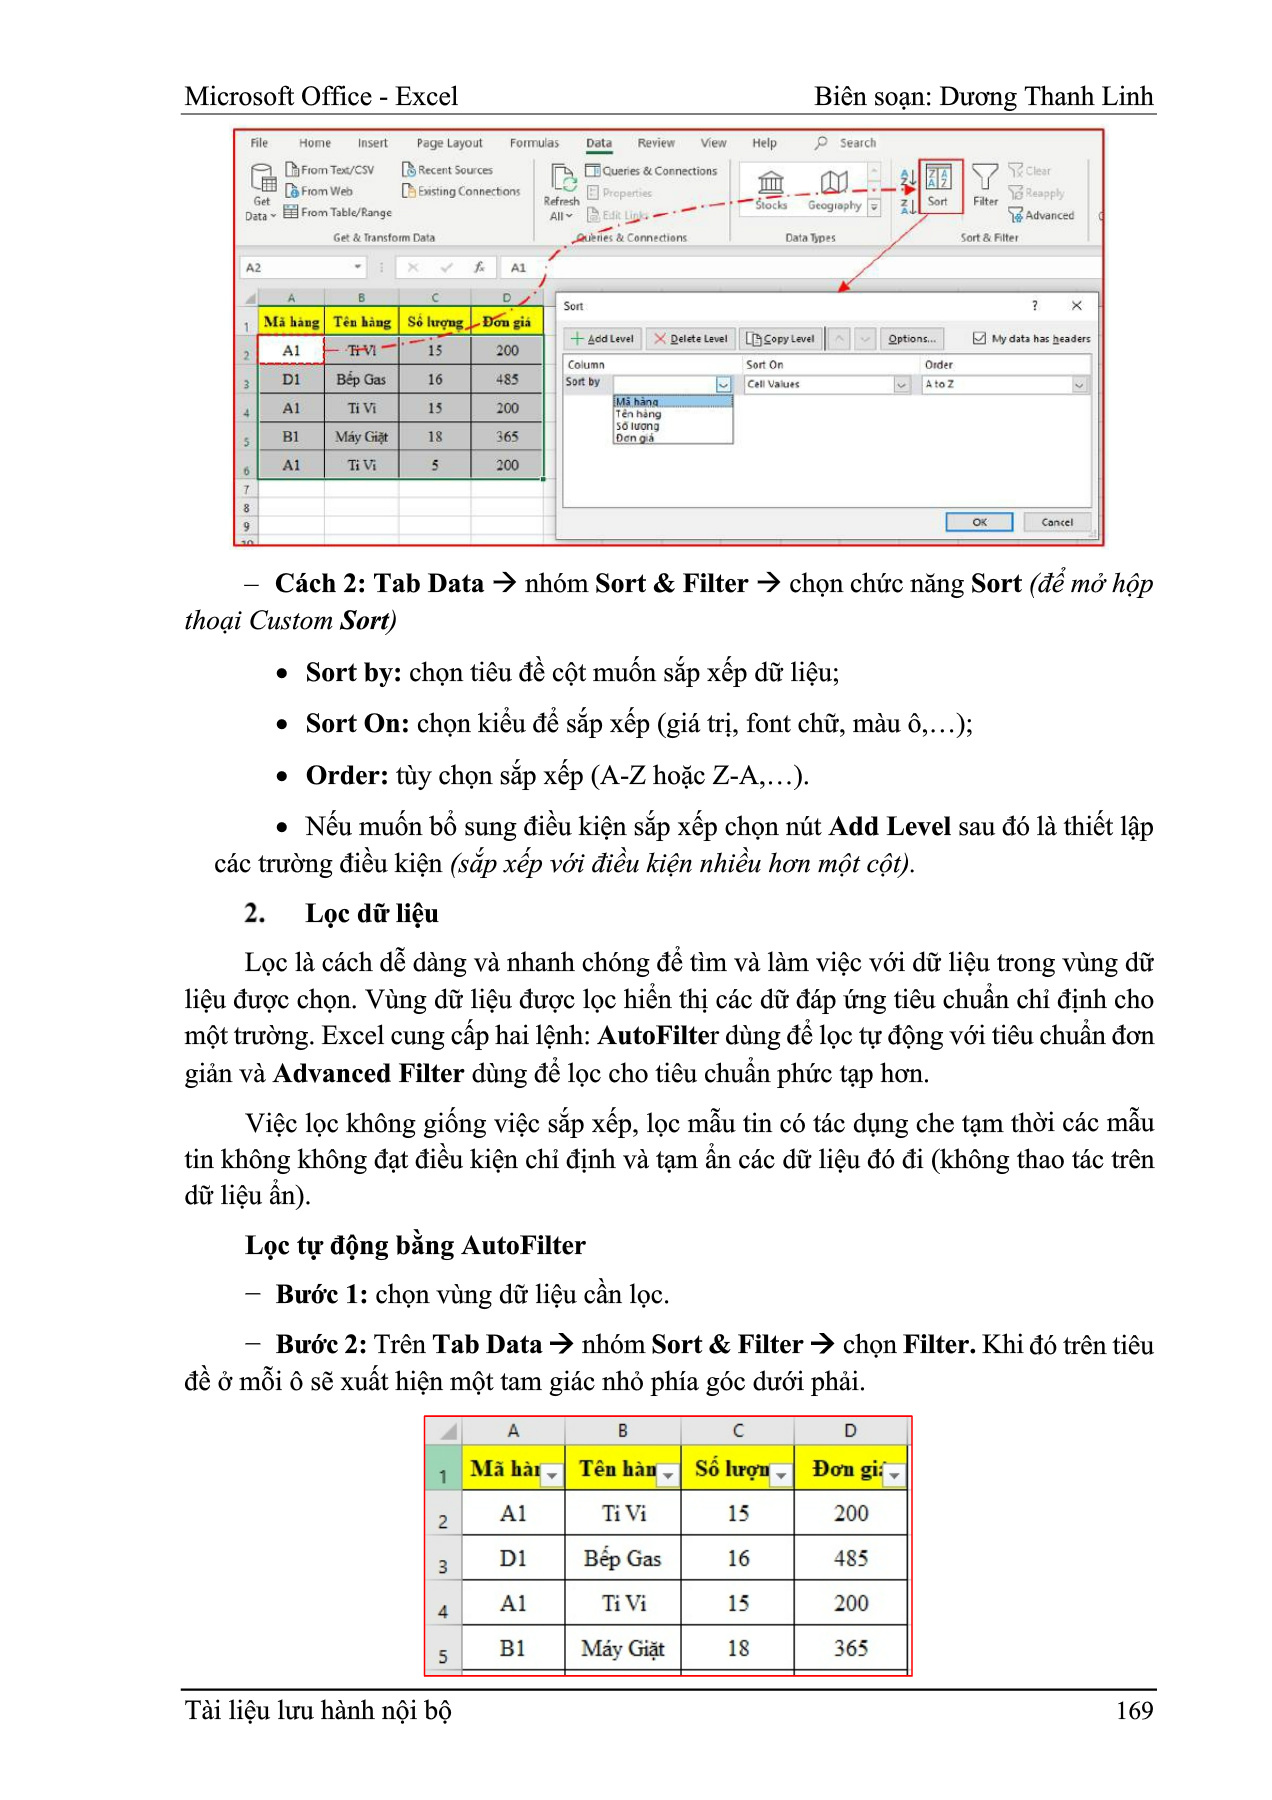 Microsoft Office - Excel Biên soạn: Dương Thanh Linh
File Home Insert Page Layout Formulas Data Review View Help Search
From Text/CSV Recent Sources Queries & Connections Clear
From Web Existing Connections Properties Reapply
Get Data From Table/Range Refresh All Edit Links Stocks Geography Sort Filter Advanced
Get & Transform Data Queries & Connections Data Types Sort & Filter
A2 fx A1
A B C D
1 Mã hàng Tên hàng Số lượng Đơn giá
2 A1 Ti Vi 15 200
3 D1 Bếp Gas 16 485
4 A1 Ti Vi 15 200
5 B1 Máy Giặt 18 365
6 A1 Ti Vi 5 200
7
8
9
10
Sort ? ×
Add Level Delete Level Copy Level Options... My data has headers
Column Sort On Order
Sort by Cell Values A to Z
Mã hàng
Tên hàng
Số lượng
Đơn giá
OK Cancel
– Cách 2: Tab Data → nhóm Sort & Filter → chọn chức năng Sort (để mở hộp
thoại Custom Sort)
• Sort by: chọn tiêu đề cột muốn sắp xếp dữ liệu;
• Sort On: chọn kiểu để sắp xếp (giá trị, font chữ, màu ô,…);
• Order: tùy chọn sắp xếp (A-Z hoặc Z-A,…).
• Nếu muốn bổ sung điều kiện sắp xếp chọn nút Add Level sau đó là thiết lập
các trường điều kiện (sắp xếp với điều kiện nhiều hơn một cột).
2. Lọc dữ liệu
Lọc là cách dễ dàng và nhanh chóng để tìm và làm việc với dữ liệu trong vùng dữ
liệu được chọn. Vùng dữ liệu được lọc hiển thị các dữ đáp ứng tiêu chuẩn chỉ định cho
một trường. Excel cung cấp hai lệnh: AutoFilter dùng để lọc tự động với tiêu chuẩn đơn
giản và Advanced Filter dùng để lọc cho tiêu chuẩn phức tạp hơn.
Việc lọc không giống việc sắp xếp, lọc mẫu tin có tác dụng che tạm thời các mẫu
tin không không đạt điều kiện chỉ định và tạm ẩn các dữ liệu đó đi (không thao tác trên
dữ liệu ẩn).
Lọc tự động bằng AutoFilter
− Bước 1: chọn vùng dữ liệu cần lọc.
− Bước 2: Trên Tab Data → nhóm Sort & Filter → chọn Filter. Khi đó trên tiêu
đề ở mỗi ô sẽ xuất hiện một tam giác nhỏ phía góc dưới phải.
A B C D
1 Mã hàn Tên hàn Số lượn Đơn giá
2 A1 Ti Vi 15 200
3 D1 Bếp Gas 16 485
4 A1 Ti Vi 15 200
5 B1 Máy Giặt 18 365
Tài liệu lưu hành nội bộ 169